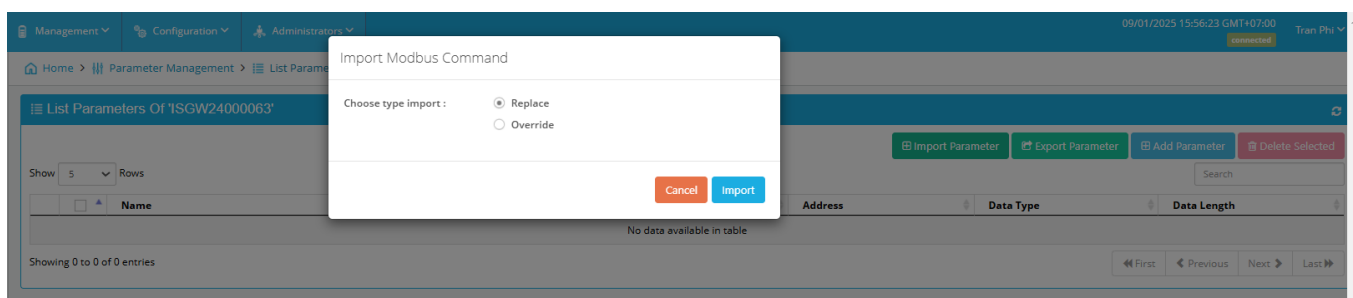 Management Configuration Administrators
09/01/2025 15:56:23 GMT+07:00
connected
Tran Phi
Home > Parameter Management > List Parame
Import Modbus Command
Choose type import :
Replace
Override
Cancel Import
List Parameters Of 'ISGW24000063'
Import Parameter Export Parameter Add Parameter Delete Selected
Show 5 Rows
Search
Name Address Data Type Data Length
No data available in table
Showing 0 to 0 of 0 entries
First Previous Next Last